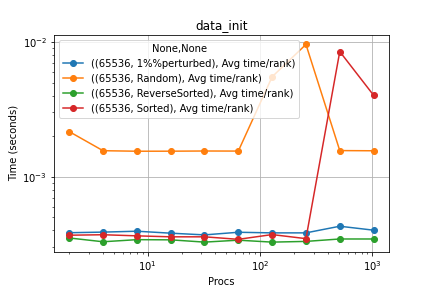 data_init
None,None
((65536, 1%%perturbed), Avg time/rank)
((65536, Random), Avg time/rank)
((65536, ReverseSorted), Avg time/rank)
((65536, Sorted), Avg time/rank)
Time (seconds)
10⁻²
10⁻³
10¹
10²
10³
Procs